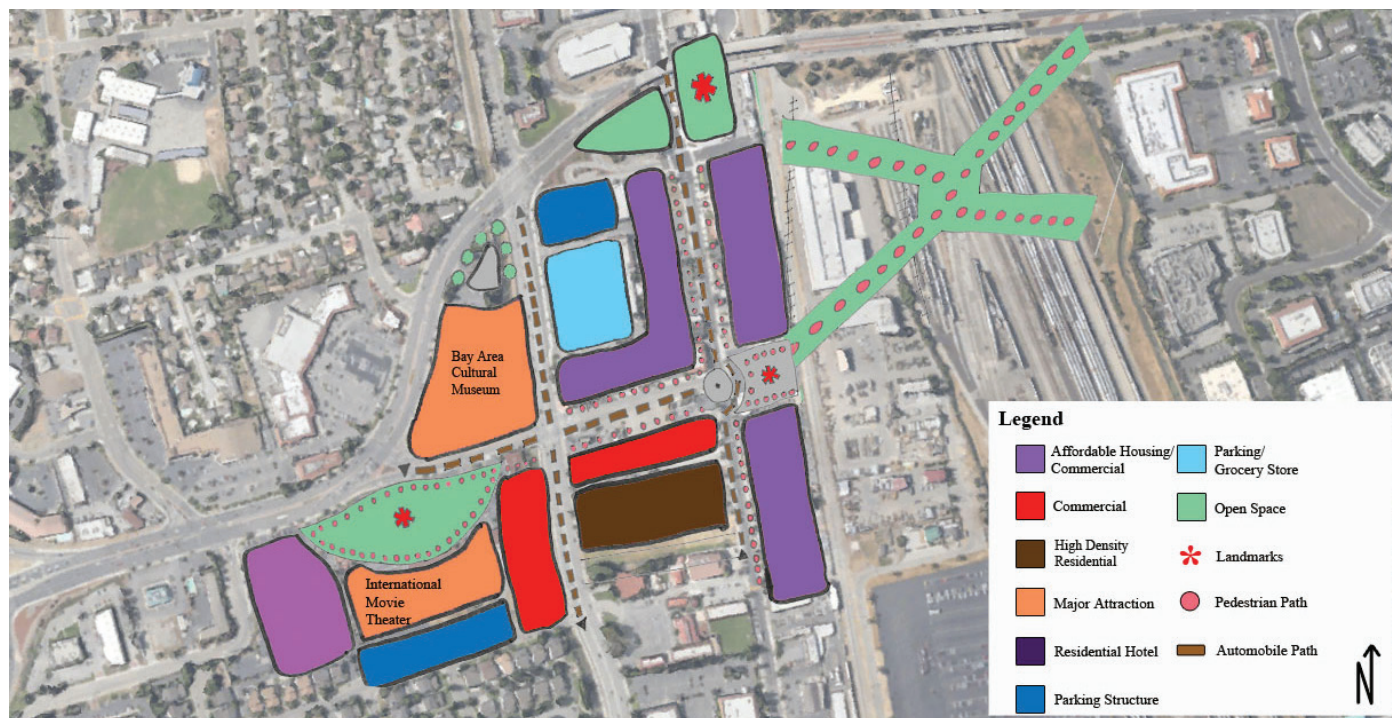 Bay Area
Cultural
Museum
International
Movie
Theater
Legend
Affordable Housing/
Commercial
Commercial
High Density
Residential
Major Attraction
Residential Hotel
Parking Structure
Parking/
Grocery Store
Open Space
Landmarks
Pedestrian Path
Automobile Path
N